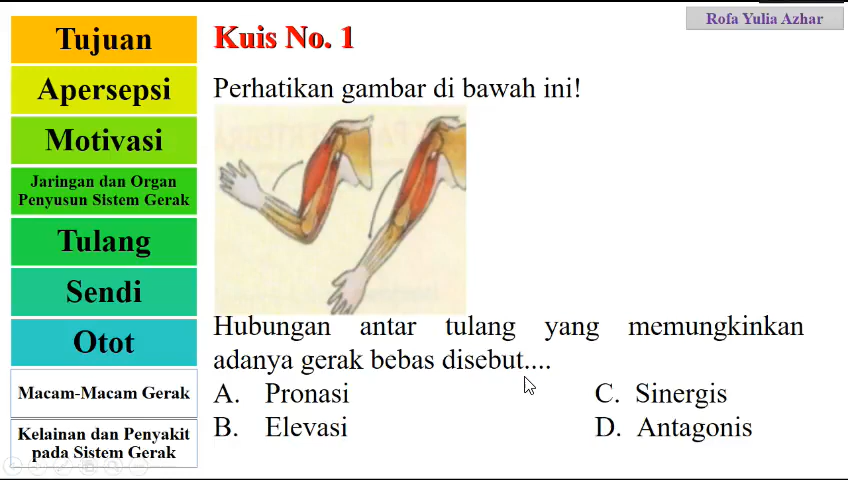 Rofa Yulia Azhar
Tujuan
Apersepsi
Motivasi
Jaringan dan Organ
Penyusun Sistem Gerak
Tulang
Sendi
Otot
Macam-Macam Gerak
Kelainan dan Penyakit
pada Sistem Gerak
Kuis No. 1
Perhatikan gambar di bawah ini!
Hubungan antar tulang yang memungkinkan
adanya gerak bebas disebut....
A. Pronasi
B. Elevasi
C. Sinergis
D. Antagonis